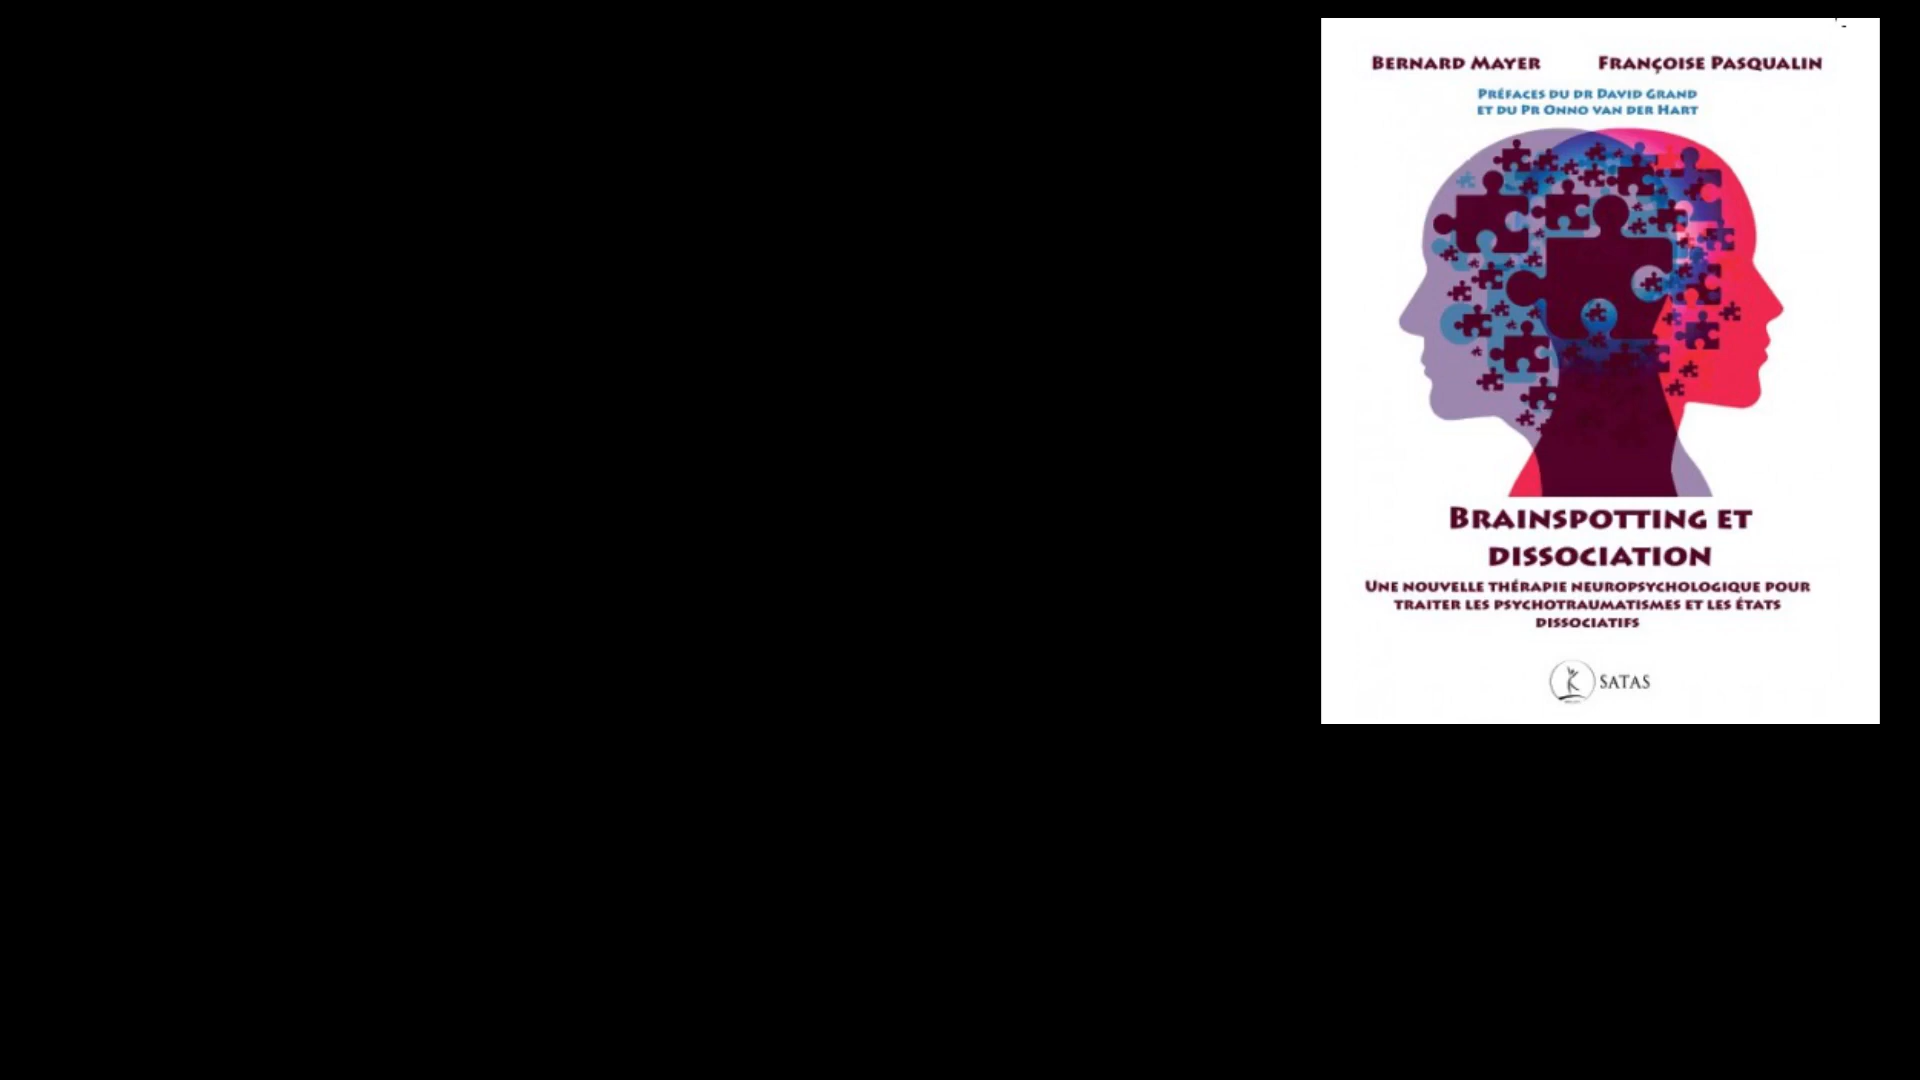 BERNARD MAYER FRANÇOISE PASQUALIN
PRÉFACES DU DR DAVID GRAND
ET DU PR ONNO VAN DER HART
BRAINSPOTTING ET
DISSOCIATION
UNE NOUVELLE THÉRAPIE NEUROPSYCHOLOGIQUE POUR
TRAITER LES PSYCHOTRAUMATISMES ET LES ÉTATS
DISSOCIATIFS
SATAS